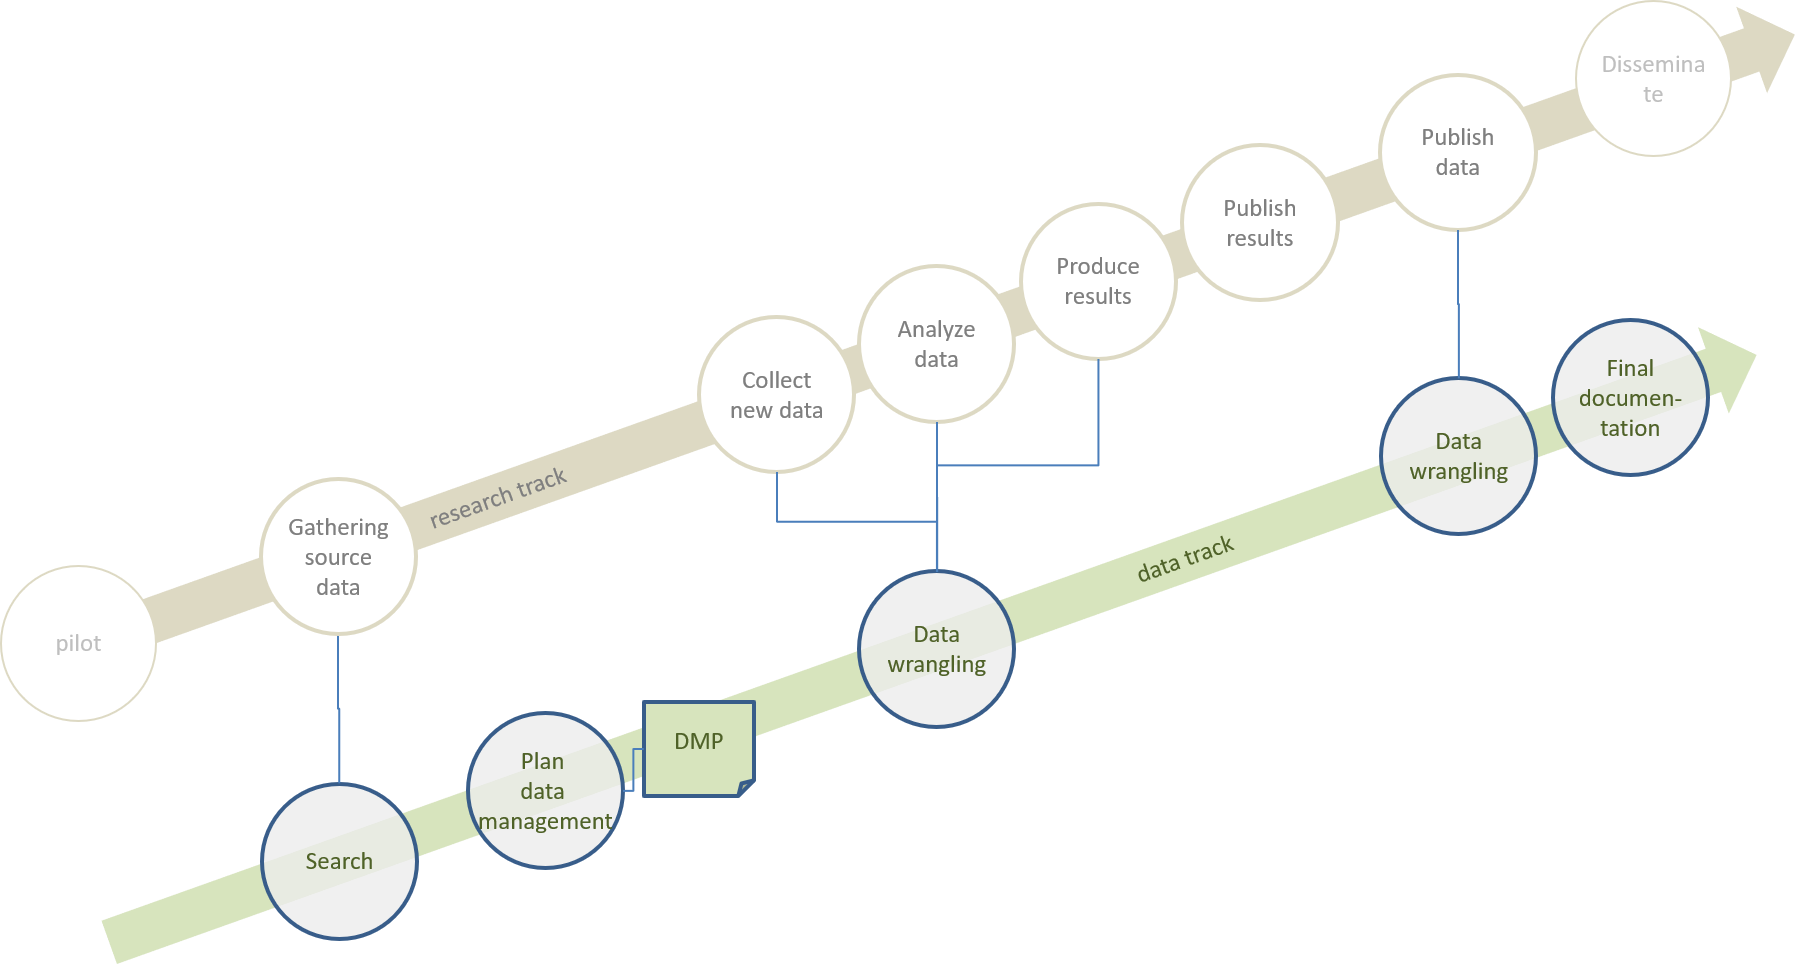 pilot
Gathering
source
data
research track
Collect
new data
Analyze
data
Produce
results
Publish
results
Publish
data
Dissemina
te
Search
Plan
data
management
DMP
Data
wrangling
data track
Data
wrangling
Final
documen-
tation